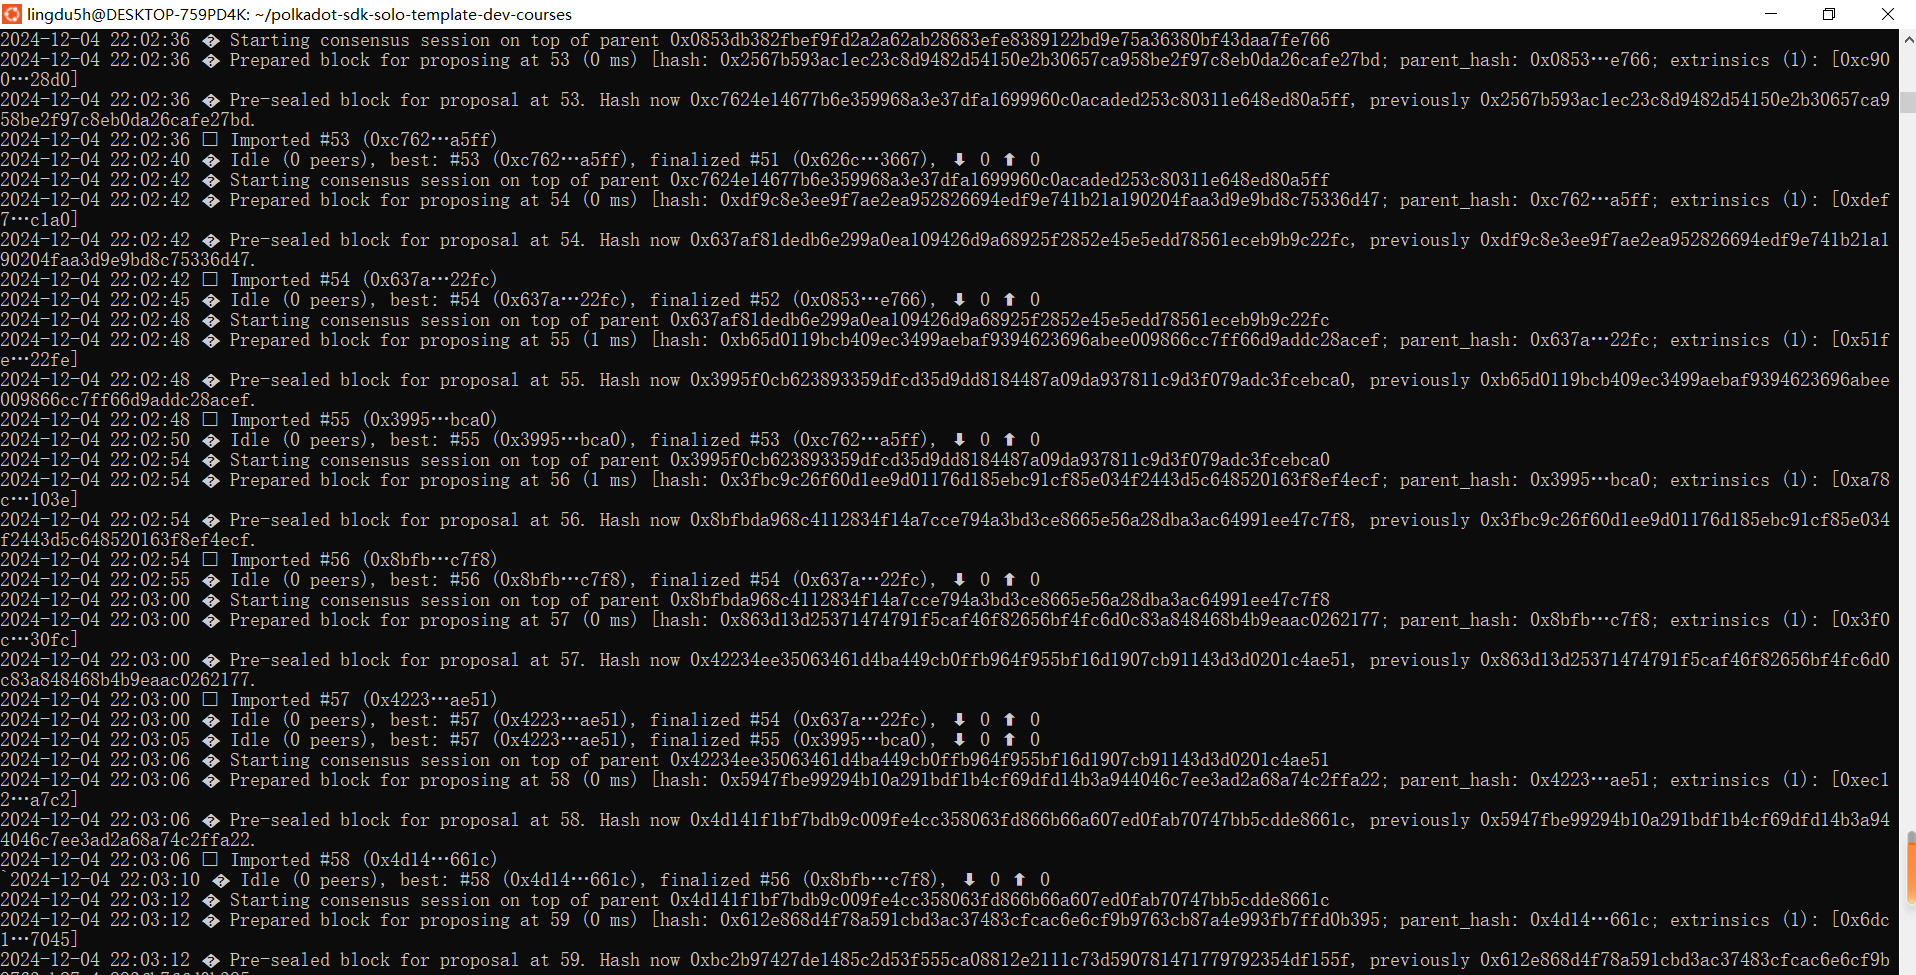 lingdu5h@DESKTOP-759PD4K: ~/polkadot-sdk-solo-template-dev-courses
2024-12-04 22:02:36 � Starting consensus session on top of parent 0x0853db382fbef9fd2a2a62ab28683efe8389122bd9e75a36380bf43daa7fe766
2024-12-04 22:02:36 � Prepared block for proposing at 53 (0 ms) [hash: 0x2567b593ac1ec23c8d9482d54150e2b30657ca958be2f97c8eb0da26cafe27bd; parent_hash: 0x0853…e766; extrinsics (1): [0xc90
0…28d0]
2024-12-04 22:02:36 � Pre-sealed block for proposal at 53. Hash now 0xc7624e14677b6e359968a3e37dfa1699960c0acaded253c80311e648ed80a5ff, previously 0x2567b593ac1ec23c8d9482d54150e2b30657ca9
58be2f97c8eb0da26cafe27bd.
2024-12-04 22:02:36 □ Imported #53 (0xc762…a5ff)
2024-12-04 22:02:40 � Idle (0 peers), best: #53 (0xc762…a5ff), finalized #51 (0x626c…3667), ⬇ 0 ⬆ 0
2024-12-04 22:02:42 � Starting consensus session on top of parent 0xc7624e14677b6e359968a3e37dfa1699960c0acaded253c80311e648ed80a5ff
2024-12-04 22:02:42 � Prepared block for proposing at 54 (0 ms) [hash: 0xdf9c8e3ee9f7ae2ea952826694edf9e741b21a190204faa3d9e9bd8c75336d47; parent_hash: 0xc762…a5ff; extrinsics (1): [0xdef
7…c1a0]
2024-12-04 22:02:42 � Pre-sealed block for proposal at 54. Hash now 0x637af81dedb6e299a0ea109426d9a68925f2852e45e5edd78561eceb9b9c22fc, previously 0xdf9c8e3ee9f7ae2ea952826694edf9e741b21a1
90204faa3d9e9bd8c75336d47.
2024-12-04 22:02:42 □ Imported #54 (0x637a…22fc)
2024-12-04 22:02:45 � Idle (0 peers), best: #54 (0x637a…22fc), finalized #52 (0x0853…e766), ⬇ 0 ⬆ 0
2024-12-04 22:02:48 � Starting consensus session on top of parent 0x637af81dedb6e299a0ea109426d9a68925f2852e45e5edd78561eceb9b9c22fc
2024-12-04 22:02:48 � Prepared block for proposing at 55 (1 ms) [hash: 0xb65d0119bcb409ec3499aebaf9394623696abee009866cc7ff66d9addc28acef; parent_hash: 0x637a…22fc; extrinsics (1): [0x51f
e…22fe]
2024-12-04 22:02:48 � Pre-sealed block for proposal at 55. Hash now 0x3995f0cb623893359dfcd35d9dd8184487a09da937811c9d3f079adc3fcebca0, previously 0xb65d0119bcb409ec3499aebaf9394623696abee
009866cc7ff66d9addc28acef.
2024-12-04 22:02:48 □ Imported #55 (0x3995…bca0)
2024-12-04 22:02:50 � Idle (0 peers), best: #55 (0x3995…bca0), finalized #53 (0xc762…a5ff), ⬇ 0 ⬆ 0
2024-12-04 22:02:54 � Starting consensus session on top of parent 0x3995f0cb623893359dfcd35d9dd8184487a09da937811c9d3f079adc3fcebca0
2024-12-04 22:02:54 � Prepared block for proposing at 56 (1 ms) [hash: 0x3fbc9c26f60d1ee9d01176d185ebc91cf85e034f2443d5c648520163f8ef4ecf; parent_hash: 0x3995…bca0; extrinsics (1): [0xa78
c…103e]
2024-12-04 22:02:54 � Pre-sealed block for proposal at 56. Hash now 0x8bfbda968c4112834f14a7cce794a3bd3ce8665e56a28dba3ac64991ee47c7f8, previously 0x3fbc9c26f60d1ee9d01176d185ebc91cf85e034
f2443d5c648520163f8ef4ecf.
2024-12-04 22:02:54 □ Imported #56 (0x8bfb…c7f8)
2024-12-04 22:02:55 � Idle (0 peers), best: #56 (0x8bfb…c7f8), finalized #54 (0x637a…22fc), ⬇ 0 ⬆ 0
2024-12-04 22:03:00 � Starting consensus session on top of parent 0x8bfbda968c4112834f14a7cce794a3bd3ce8665e56a28dba3ac64991ee47c7f8
2024-12-04 22:03:00 � Prepared block for proposing at 57 (0 ms) [hash: 0x863d13d25371474791f5caf46f82656bf4fc6d0c83a848468b4b9eaac0262177; parent_hash: 0x8bfb…c7f8; extrinsics (1): [0x3f0
c…30fc]
2024-12-04 22:03:00 � Pre-sealed block for proposal at 57. Hash now 0x42234ee35063461d4ba449cb0ffb964f955bf16d1907cb91143d3d0201c4ae51, previously 0x863d13d25371474791f5caf46f82656bf4fc6d0
c83a848468b4b9eaac0262177.
2024-12-04 22:03:00 □ Imported #57 (0x4223…ae51)
2024-12-04 22:03:00 � Idle (0 peers), best: #57 (0x4223…ae51), finalized #54 (0x637a…22fc), ⬇ 0 ⬆ 0
2024-12-04 22:03:05 � Idle (0 peers), best: #57 (0x4223…ae51), finalized #55 (0x3995…bca0), ⬇ 0 ⬆ 0
2024-12-04 22:03:06 � Starting consensus session on top of parent 0x42234ee35063461d4ba449cb0ffb964f955bf16d1907cb91143d3d0201c4ae51
2024-12-04 22:03:06 � Prepared block for proposing at 58 (0 ms) [hash: 0x5947fbe99294b10a291bdf1b4cf69dfd14b3a944046c7ee3ad2a68a74c2ffa22; parent_hash: 0x4223…ae51; extrinsics (1): [0xec1
2…a7c2]
2024-12-04 22:03:06 � Pre-sealed block for proposal at 58. Hash now 0x4d141f1bf7bdb9c009fe4cc358063fd866b66a607ed0fab70747bb5cdde8661c, previously 0x5947fbe99294b10a291bdf1b4cf69dfd14b3a94
4046c7ee3ad2a68a74c2ffa22.
2024-12-04 22:03:06 □ Imported #58 (0x4d14…661c)
`2024-12-04 22:03:10 � Idle (0 peers), best: #58 (0x4d14…661c), finalized #56 (0x8bfb…c7f8), ⬇ 0 ⬆ 0
2024-12-04 22:03:12 � Starting consensus session on top of parent 0x4d141f1bf7bdb9c009fe4cc358063fd866b66a607ed0fab70747bb5cdde8661c
2024-12-04 22:03:12 � Prepared block for proposing at 59 (0 ms) [hash: 0x612e868d4f78a591cbd3ac37483cfcac6e6cf9b9763cb87a4e993fb7ffd0b395; parent_hash: 0x4d14…661c; extrinsics (1): [0x6dc
1…7045]
2024-12-04 22:03:12 � Pre-sealed block for proposal at 59. Hash now 0xbc2b97427de1485c2d53f555ca08812e2111c73d590781471779792354df155f, previously 0x612e868d4f78a591cbd3ac37483cfcac6e6cf9b